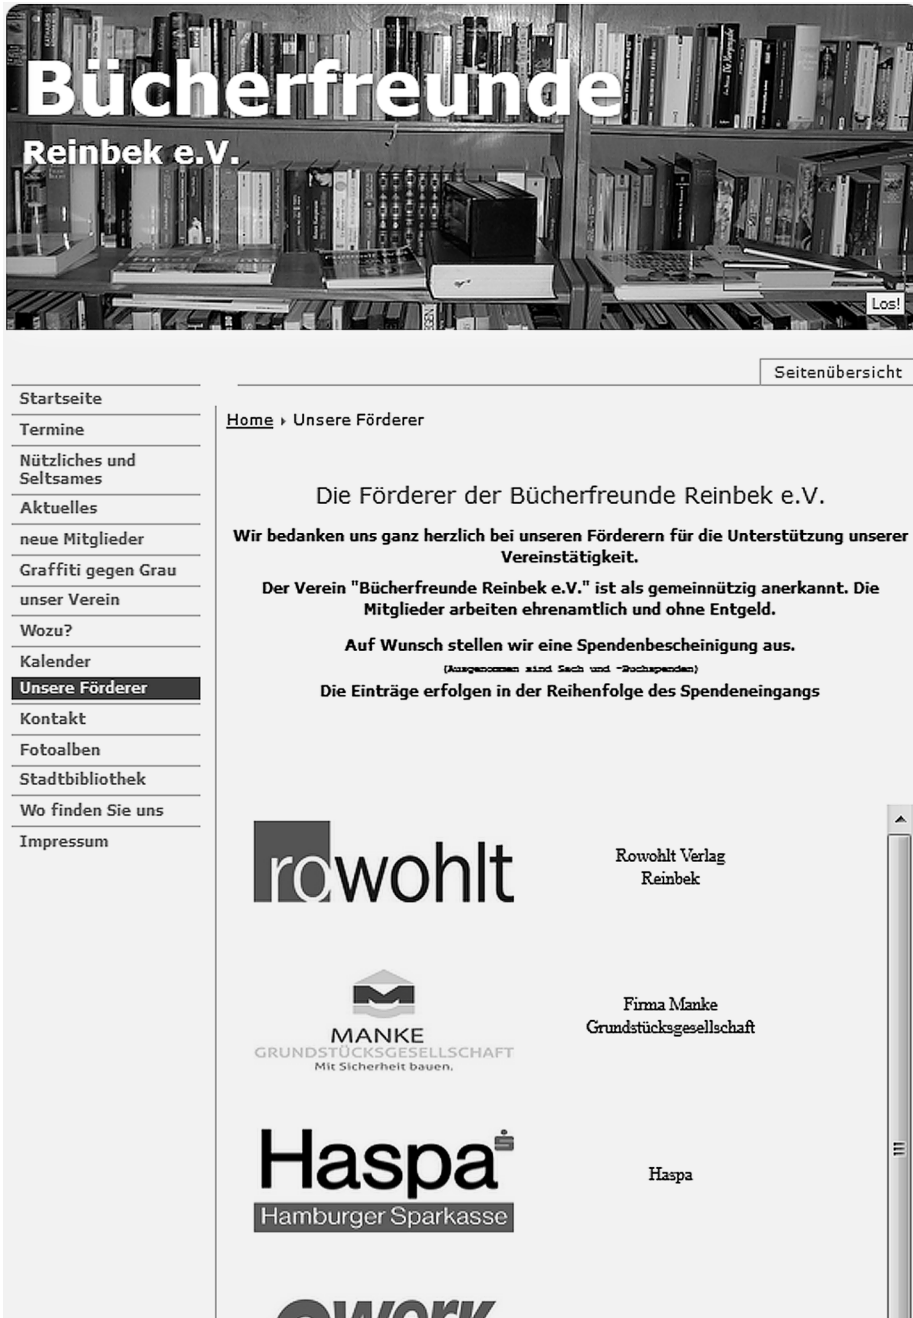 Bücherfreunde
Reinbek e.V.
Los!
Seitenübersicht
Startseite
Termine
Nützliches und
Seltsames
Aktuelles
neue Mitglieder
Graffiti gegen Grau
unser Verein
Wozu?
Kalender
Unsere Förderer
Kontakt
Fotoalben
Stadtbibliothek
Wo finden Sie uns
Impressum
Home Unsere Förderer
Die Förderer der Bücherfreunde Reinbek e.V.
Wir bedanken uns ganz herzlich bei unseren Förderern für die Unterstützung unserer
Vereinstätigkeit.
Der Verein "Bücherfreunde Reinbek e.V." ist als gemeinnützig anerkannt. Die
Mitglieder arbeiten ehrenamtlich und ohne Entgeld.
Auf Wunsch stellen wir eine Spendenbescheinigung aus.
(Ausgenommen sind Sach und -Buchspenden)
Die Einträge erfolgen in der Reihenfolge des Spendeneingangs
rowohlt
Rowohlt Verlag
Reinbek
MANKE
GRUNDSTÜCKSGESELLSCHAFT
Mit Sicherheit bauen.
Firma Manke
Grundstücksgesellschaft
Haspa
Hamburger Sparkasse
Haspa